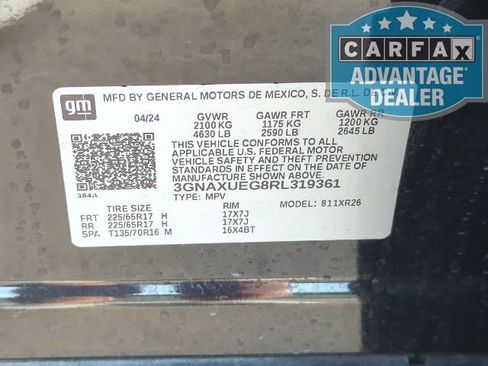 CARFAX
ADVANTAGE
DEALER
gm
MFD BY GENERAL MOTORS DE MEXICO, S. DE R.L. DE
04/24 GVWR GAWR FRT GAWR RR
2100 KG 1175 KG 1200 KG
4630 LB 2590 LB 2645 LB
THIS VEHICLE CONFORMS TO ALL
APPLICABLE U.S. FEDERAL MOTOR
VEHICLE SAFETY AND THEFT PREVENTION
STANDARDS IN EFFECT ON THE DATE OF
MANUFACTURE SHOWN ABOVE.
3GNAXUEG8RL319361
TYPE: MPV MODEL: 811XR26
384A
TIRE SIZE RIM
FRT 225/65R17 H 17X7J
RR 225/65R17 H 17X7J
SPA T135/70R16 M 16X4BT